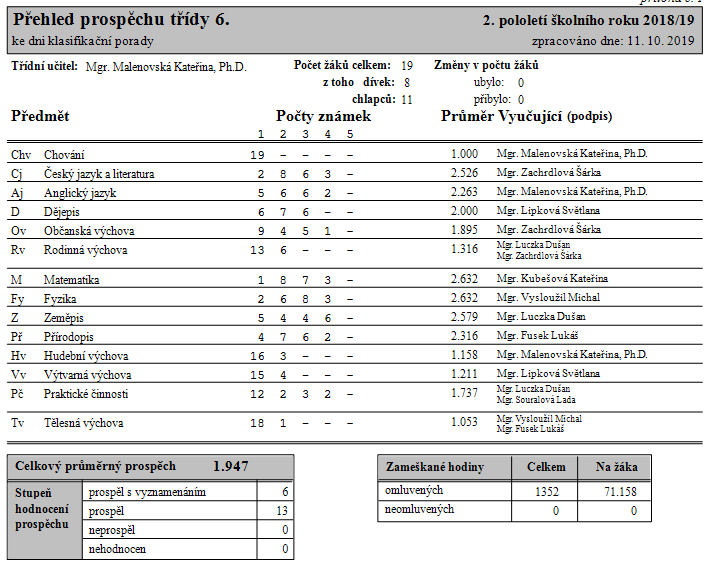 příloha č. 1
Přehled prospěchu třídy 6. 2. pololetí školního roku 2018/19
ke dni klasifikační porady zpracováno dne: 11. 10. 2019
Třídní učitel: Mgr. Malenovská Kateřina, Ph.D. Počet žáků celkem: 19 Změny v počtu žáků
z toho dívek: 8 ubylo: 0
chlapců: 11 přibylo: 0
Předmět Počty známek Průměr Vyučující (podpis)
1 2 3 4 5
Chv Chování 19 – – – – 1.000 Mgr. Malenovská Kateřina, Ph.D.
Cj Český jazyk a literatura 2 8 6 3 – 2.526 Mgr. Zachrdlová Šárka
Aj Anglický jazyk 5 6 6 2 – 2.263 Mgr. Malenovská Kateřina, Ph.D.
D Dějepis 6 7 6 – – 2.000 Mgr. Lipková Světlana
Ov Občanská výchova 9 4 5 1 – 1.895 Mgr. Zachrdlová Šárka
Rv Rodinná výchova 13 6 – – – 1.316 Mgr. Luczka Dušan
Mgr. Zachrdlová Šárka
M Matematika 1 8 7 3 – 2.632 Mgr. Kubešová Kateřina
Fy Fyzika 2 6 8 3 – 2.632 Mgr. Vysloužil Michal
Z Zeměpis 5 4 4 6 – 2.579 Mgr. Luczka Dušan
Př Přírodopis 4 7 6 2 – 2.316 Mgr. Fusek Lukáš
Hv Hudební výchova 16 3 – – – 1.158 Mgr. Malenovská Kateřina, Ph.D.
Vv Výtvarná výchova 15 4 – – – 1.211 Mgr. Lipková Světlana
Pč Praktické činnosti 12 2 3 2 – 1.737 Mgr. Luczka Dušan
Mgr. Souralová Lada
Tv Tělesná výchova 18 1 – – – 1.053 Mgr. Vysloužil Michal
Mgr. Fusek Lukáš
Celkový průměrný prospěch 1.947
Stupeň hodnocení prospěchu
prospěl s vyznamenáním 6
prospěl 13
neprospěl 0
nehodnocen 0
Zameškané hodiny Celkem Na žáka
omluvených 1352 71.158
neomluvených 0 0